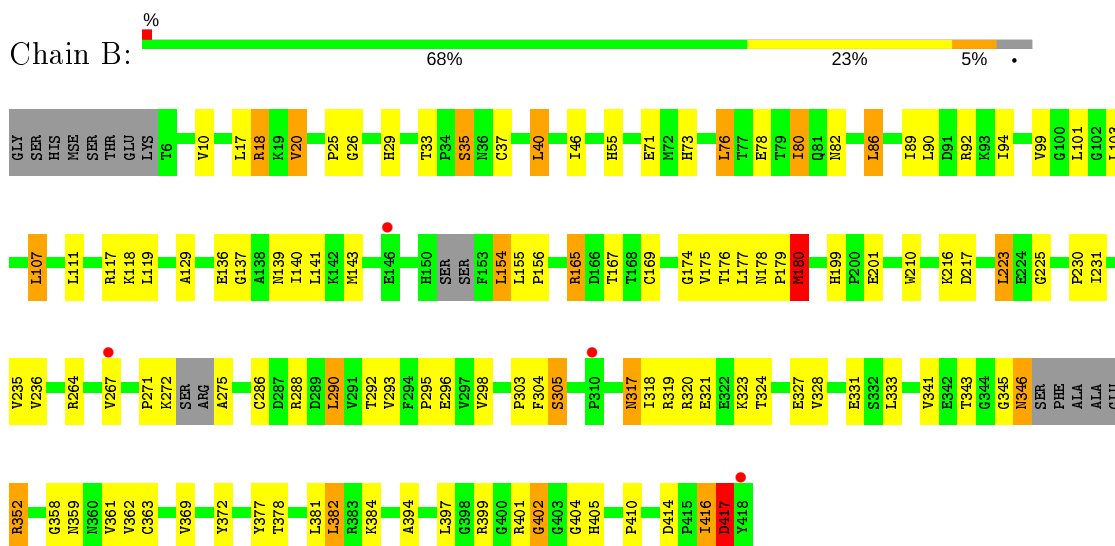 %
Chain B:
68% 23% 5% •
GLY SER HIS MSE SER THR GLU LYS T6 V10 L17 R18 K19 V20 P25 G26 H29 T33 P34 S35 N36 C37 L40 I46 H55 E71 M72 H73 L76 T77 E78 T79 I80 Q81 N82 L86 I89 L90 D91 R92 K93 I94 V99 G100 L101 G102 L103
L107 L111 R117 K118 L119 A129 E136 G137 A138 N139 I140 L141 K142 M143 E146 H150 SER SER F153 L154 L155 P156 R165 D166 T167 T168 C169 G174 V175 T176 L177 N178 P179 M180 H199 P200 E201 W210 K216 D217 L223 E224 G225 P230 I231
V235 V236 R264 V267 P271 K272 SER ARG A275 C286 D287 R288 D289 L290 V291 T292 V293 F294 P295 E296 V297 V298 P303 F304 S305 P310 N317 I318 R319 R320 E321 E322 K323 T324 E327 V328 E331 S332 L333 V341 E342 T343 G344 G345 N346 SER PHE ALA ALA GLU
R352 G358 N359 N360 V361 V362 C363 V369 Y372 Y377 T378 L381 L382 R383 K384 A394 L397 G398 R399 G400 R401 G402 G403 G404 H405 P410 D414 P415 I416 D417 Y418